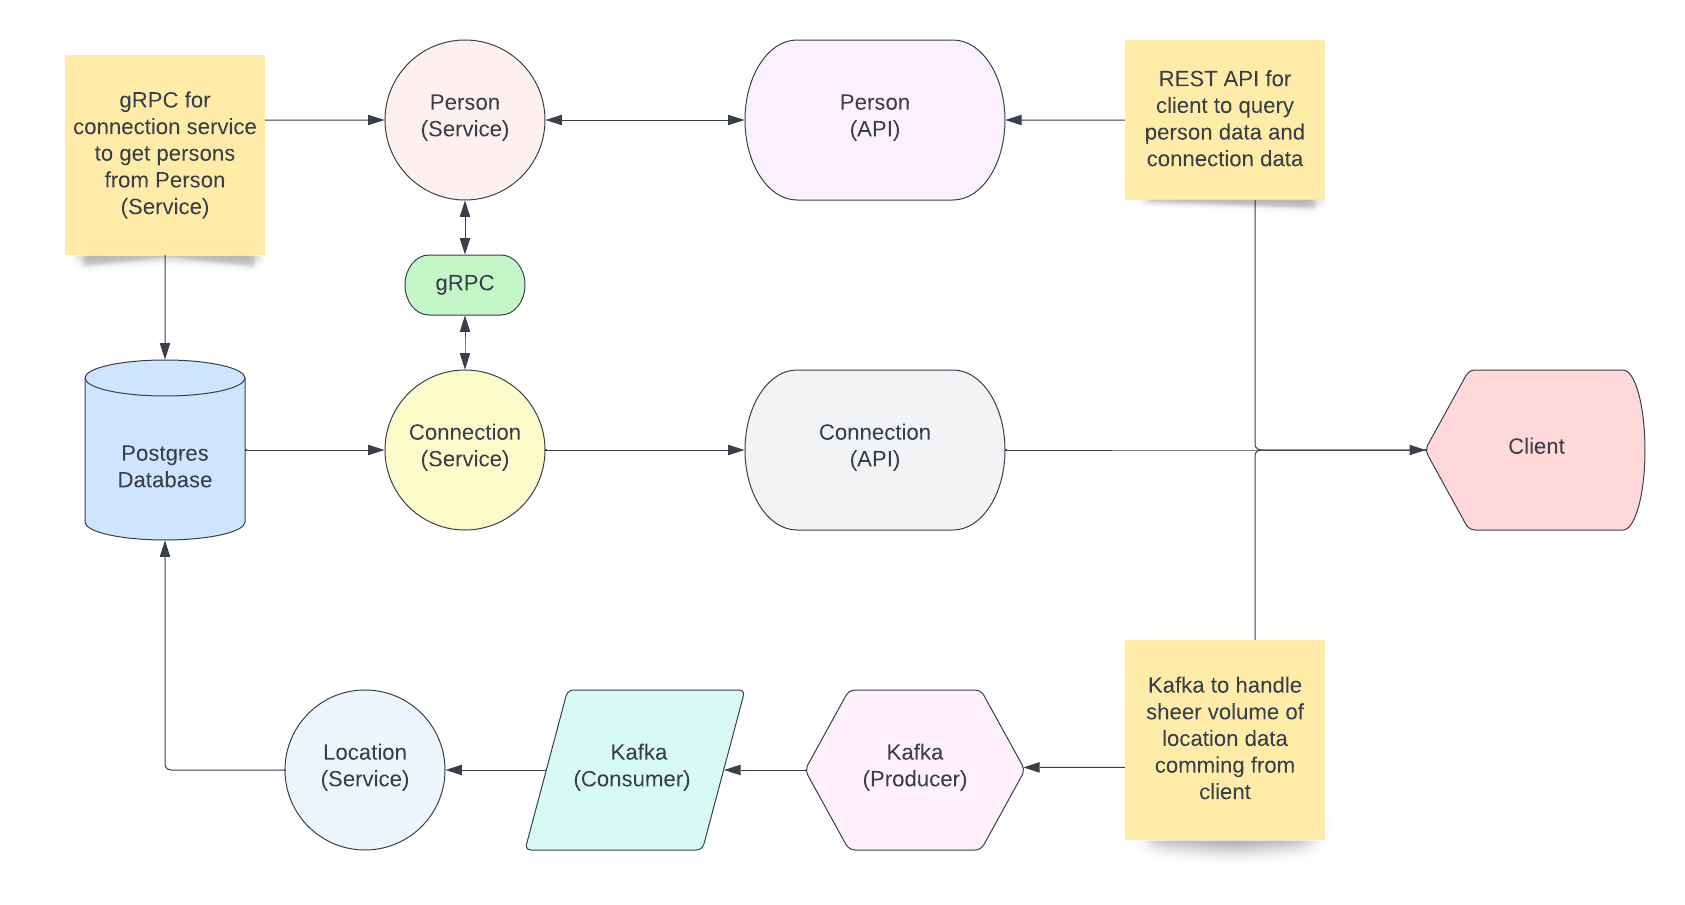 gRPC for
connection service
to get persons
from Person
(Service)
Person
(Service)
Person
(API)
REST API for
client to query
person data and
connection data
gRPC
Postgres
Database
Connection
(Service)
Connection
(API)
Client
Location
(Service)
Kafka
(Consumer)
Kafka
(Producer)
Kafka to handle
sheer volume of
location data
comming from
client